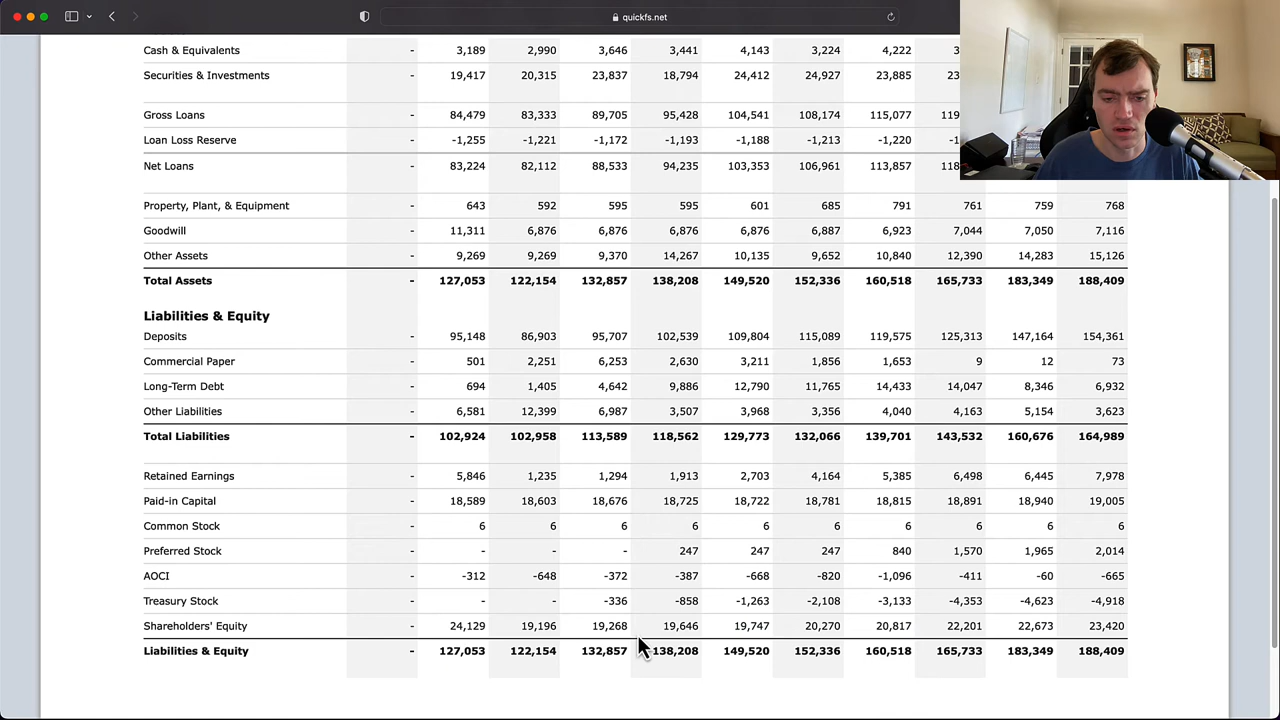 quickfs.net
Cash & Equivalents - 3,189 2,990 3,646 3,441 4,143 3,224 4,222
Securities & Investments - 19,417 20,315 23,837 18,794 24,412 24,927 23,885
Gross Loans - 84,479 83,333 89,705 95,428 104,541 108,174 115,077
Loan Loss Reserve - -1,255 -1,221 -1,172 -1,193 -1,188 -1,213 -1,220
Net Loans - 83,224 82,112 88,533 94,235 103,353 106,961 113,857
Property, Plant, & Equipment - 643 592 595 595 601 685 791 761 759 768
Goodwill - 11,311 6,876 6,876 6,876 6,876 6,887 6,923 7,044 7,050 7,116
Other Assets - 9,269 9,269 9,370 14,267 10,135 9,652 10,840 12,390 14,283 15,126
Total Assets - 127,053 122,154 132,857 138,208 149,520 152,336 160,518 165,733 183,349 188,409
Liabilities & Equity
Deposits - 95,148 86,903 95,707 102,539 109,804 115,089 119,575 125,313 147,164 154,361
Commercial Paper - 501 2,251 6,253 2,630 3,211 1,856 1,653 9 12 73
Long-Term Debt - 694 1,405 4,642 9,886 12,790 11,765 14,433 14,047 8,346 6,932
Other Liabilities - 6,581 12,399 6,987 3,507 3,968 3,356 4,040 4,163 5,154 3,623
Total Liabilities - 102,924 102,958 113,589 118,562 129,773 132,066 139,701 143,532 160,676 164,989
Retained Earnings - 5,846 1,235 1,294 1,913 2,703 4,164 5,385 6,498 6,445 7,978
Paid-in Capital - 18,589 18,603 18,676 18,725 18,722 18,781 18,815 18,891 18,940 19,005
Common Stock - 6 6 6 6 6 6 6 6 6 6
Preferred Stock - - - - 247 247 247 840 1,570 1,965 2,014
AOCI - -312 -648 -372 -387 -668 -820 -1,096 -411 -60 -665
Treasury Stock - - - -336 -858 -1,263 -2,108 -3,133 -4,353 -4,623 -4,918
Shareholders' Equity - 24,129 19,196 19,268 19,646 19,747 20,270 20,817 22,201 22,673 23,420
Liabilities & Equity - 127,053 122,154 132,857 138,208 149,520 152,336 160,518 165,733 183,349 188,409